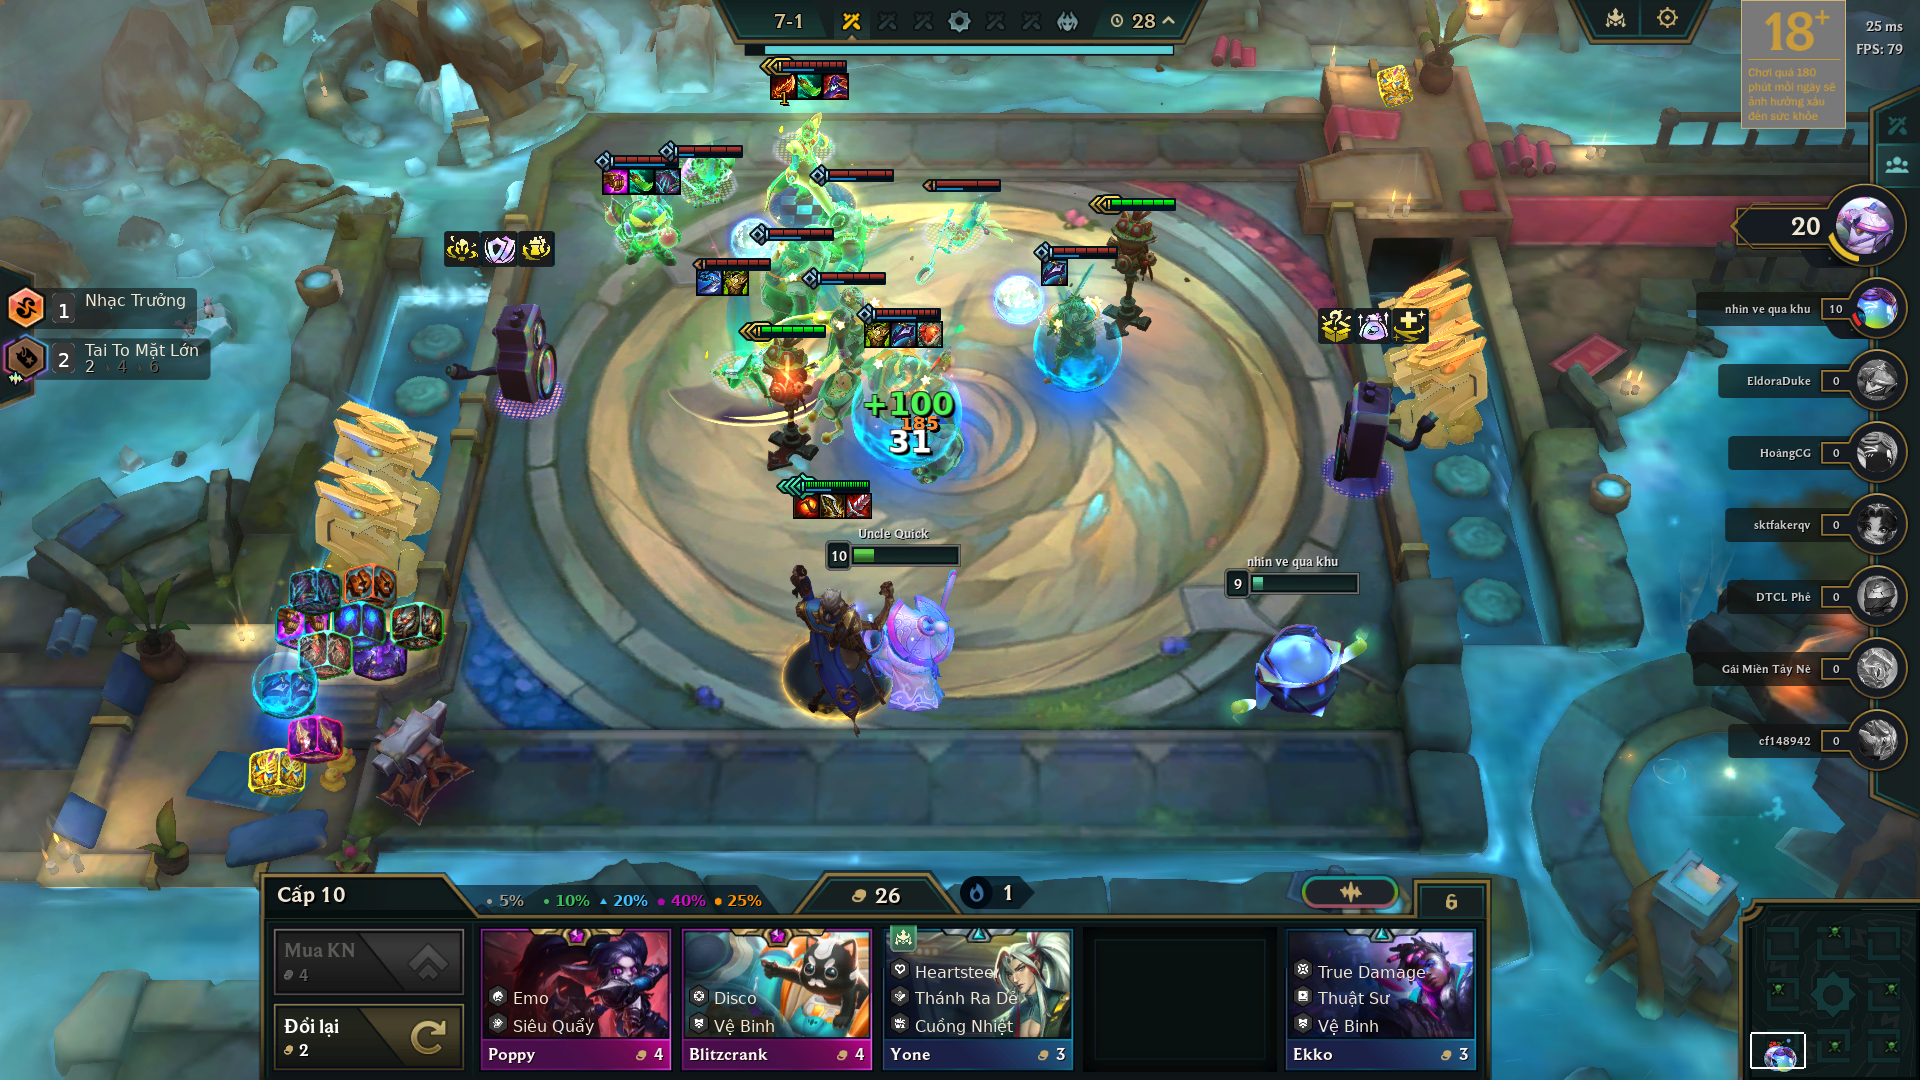 7-1
28
18+
Chơi quá 180
phút mỗi ngày sẽ
ảnh hưởng xấu
đến sức khỏe
25 ms
FPS: 79
1
20
1
Nhạc Trưởng
2
Tai To Mặt Lớn
2 4 6
nhin ve qua khu
10
EldoraDuke
0
HoàngCG
0
sktfakerqv
0
DTCL Phê
0
Gái Miền Tây Nè
0
cf148942
0
+100
185
31
Uncle Quick
10
nhin ve qua khu
9
Cấp 10
5%
10%
20%
40%
25%
26
1
6
Mua KN
4
Đổi lại
2
Emo
Siêu Quẩy
Poppy
4
Disco
Vệ Binh
Blitzcrank
4
Heartsteel
Thánh Ra Dẻ
Cuồng Nhiệt
Yone
3
True Damage
Thuật Sư
Vệ Binh
Ekko
3